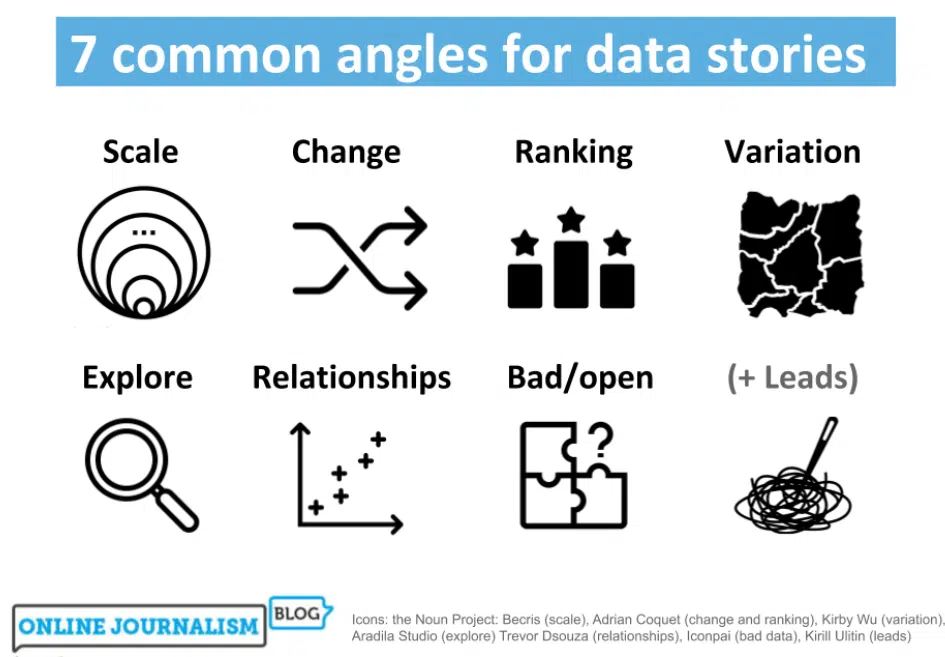 7 common angles for data stories
Scale Change Ranking Variation
...
Explore Relationships Bad/open (+ Leads)
?
ONLINE JOURNALISM BLOG
Icons: the Noun Project: Becris (scale), Adrian Coquet (change and ranking), Kirby Wu (variation),
Aradila Studio (explore) Trevor Dsouza (relationships), Iconpai (bad data), Kirill Ulitin (leads)